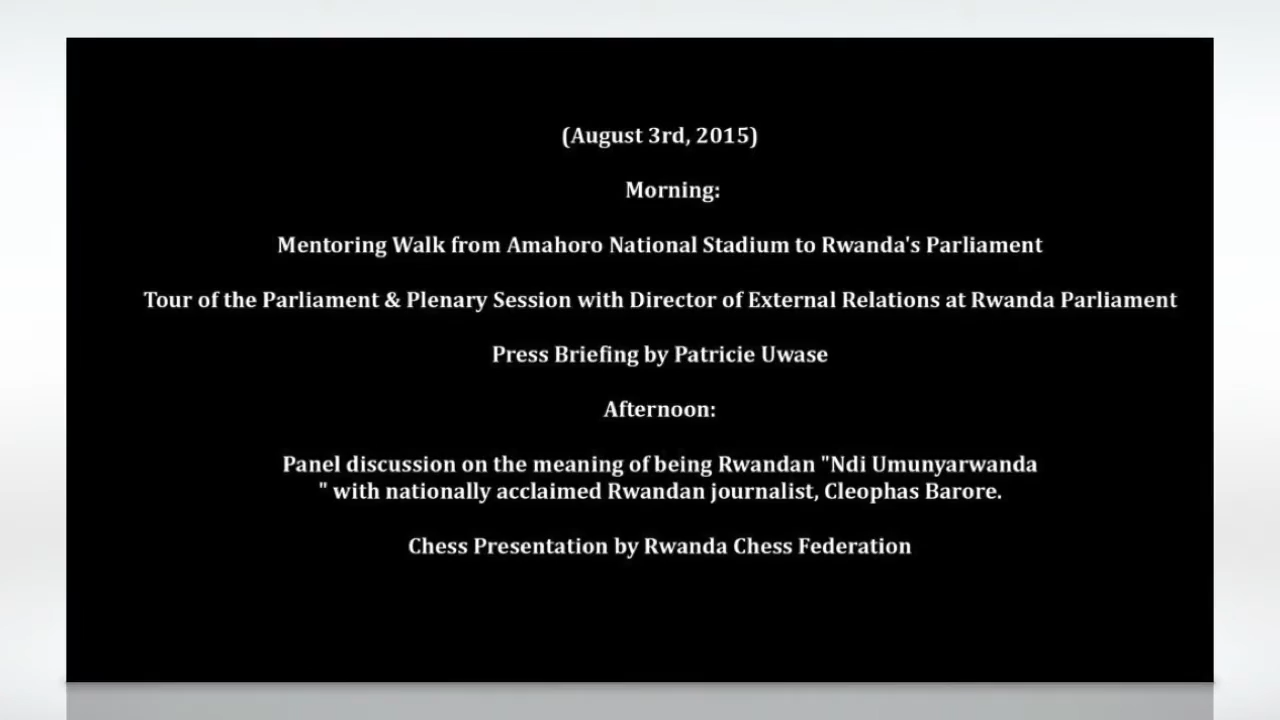 (August 3rd, 2015)
Morning:
Mentoring Walk from Amahoro National Stadium to Rwanda's Parliament
Tour of the Parliament & Plenary Session with Director of External Relations at Rwanda Parliament
Press Briefing by Patricie Uwase
Afternoon:
Panel discussion on the meaning of being Rwandan "Ndi Umunyarwanda
" with nationally acclaimed Rwandan journalist, Cleophas Barore.
Chess Presentation by Rwanda Chess Federation